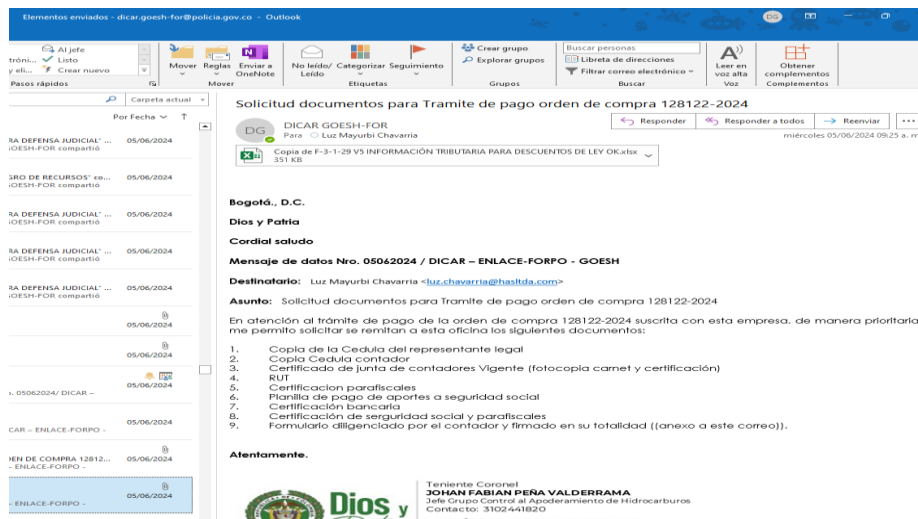 Elementos enviados - dicar.goesh-for@policia.gov.co - Outlook
DG
Al jefe
Listo
Crear nuevo
Mover
Reglas
Enviar a OneNote
No leído/ Leído
Categorizar
Seguimiento
Crear grupo
Explorar grupos
Buscar personas
Libreta de direcciones
Filtrar correo electrónico
Leer en voz alta
Obtener complementos
Pasos rápidos
Mover
Etiquetas
Grupos
Buscar
Voz
Complementos
Carpeta actual
Por Fecha
RA DEFENSA JUDICIAL" ... 05/06/2024
GOESH-FOR compartió
GRO DE RECURSOS" co... 05/06/2024
GOESH-FOR compartió
RA DEFENSA JUDICIAL" ... 05/06/2024
GOESH-FOR compartió
RA DEFENSA JUDICIAL" ... 05/06/2024
GOESH-FOR compartió
RA DEFENSA JUDICIAL" ... 05/06/2024
GOESH-FOR compartió
05/06/2024
05/06/2024
05/06/2024
o. 05062024/ DICAR –
05/06/2024
CAR – ENLACE-FORPO -
DEN DE COMPRA 12812... 05/06/2024
– ENLACE-FORPO -
05/06/2024
– ENLACE-FORPO -
Solicitud documentos para Tramite de pago orden de compra 128122-2024
DG
DICAR GOESH-FOR
Para Luz Mayurbi Chavarria
Responder
Responder a todos
Reenviar
miércoles 05/06/2024 09:25 a. m
Copia de F-3-1-29 V5 INFORMACIÓN TRIBUTARIA PARA DESCUENTOS DE LEY OK.xlsx
351 KB
Bogotá., D.C.
Dios y Patria
Cordial saludo
Mensaje de datos Nro. 05062024 / DICAR – ENLACE-FORPO - GOESH
Destinatario: Luz Mayurbi Chavarria <luz.chavarria@hasltda.com>
Asunto: Solicitud documentos para Tramite de pago orden de compra 128122-2024
En atención al trámite de pago de la orden de compra 128122-2024 suscrita con esta empresa, de manera prioritaria
me permito solicitar se remitan a esta oficina los siguientes documentos:
1. Copia de la Cedula del representante legal
2. Copia Cedula contador
3. Certificado de junta de contadores Vigente (fotocopia carnet y certificación)
4. RUT
5. Certificacion parafiscales
6. Planilla de pago de aportes a seguridad social
7. Certificación bancaria
8. Certificación de serguridad social y parafiscales
9. Formulario diligenciado por el contador y firmado en su totalidad ((anexo a este correo)).
Atentamente.
Dios y
Teniente Coronel
JOHAN FABIAN PEÑA VALDERRAMA
Jefe Grupo Control al Apoderamiento de Hidrocarburos
Contacto: 3102441820